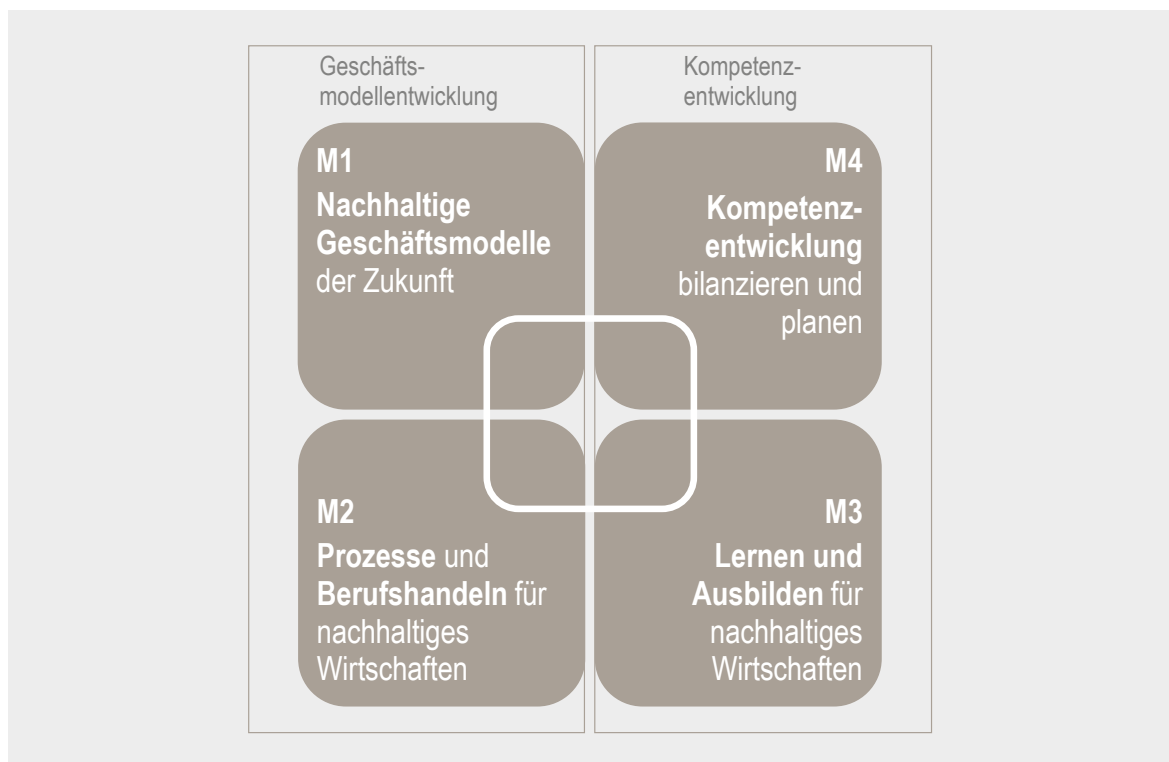 Geschäfts-
modellentwicklung
Kompetenz-
entwicklung
M1
Nachhaltige
Geschäftsmodelle
der Zukunft
M4
Kompetenz-
entwicklung
bilanzieren und
planen
M2
Prozesse und
Berufshandeln für
nachhaltiges
Wirtschaften
M3
Lernen und
Ausbilden für
nachhaltiges
Wirtschaften